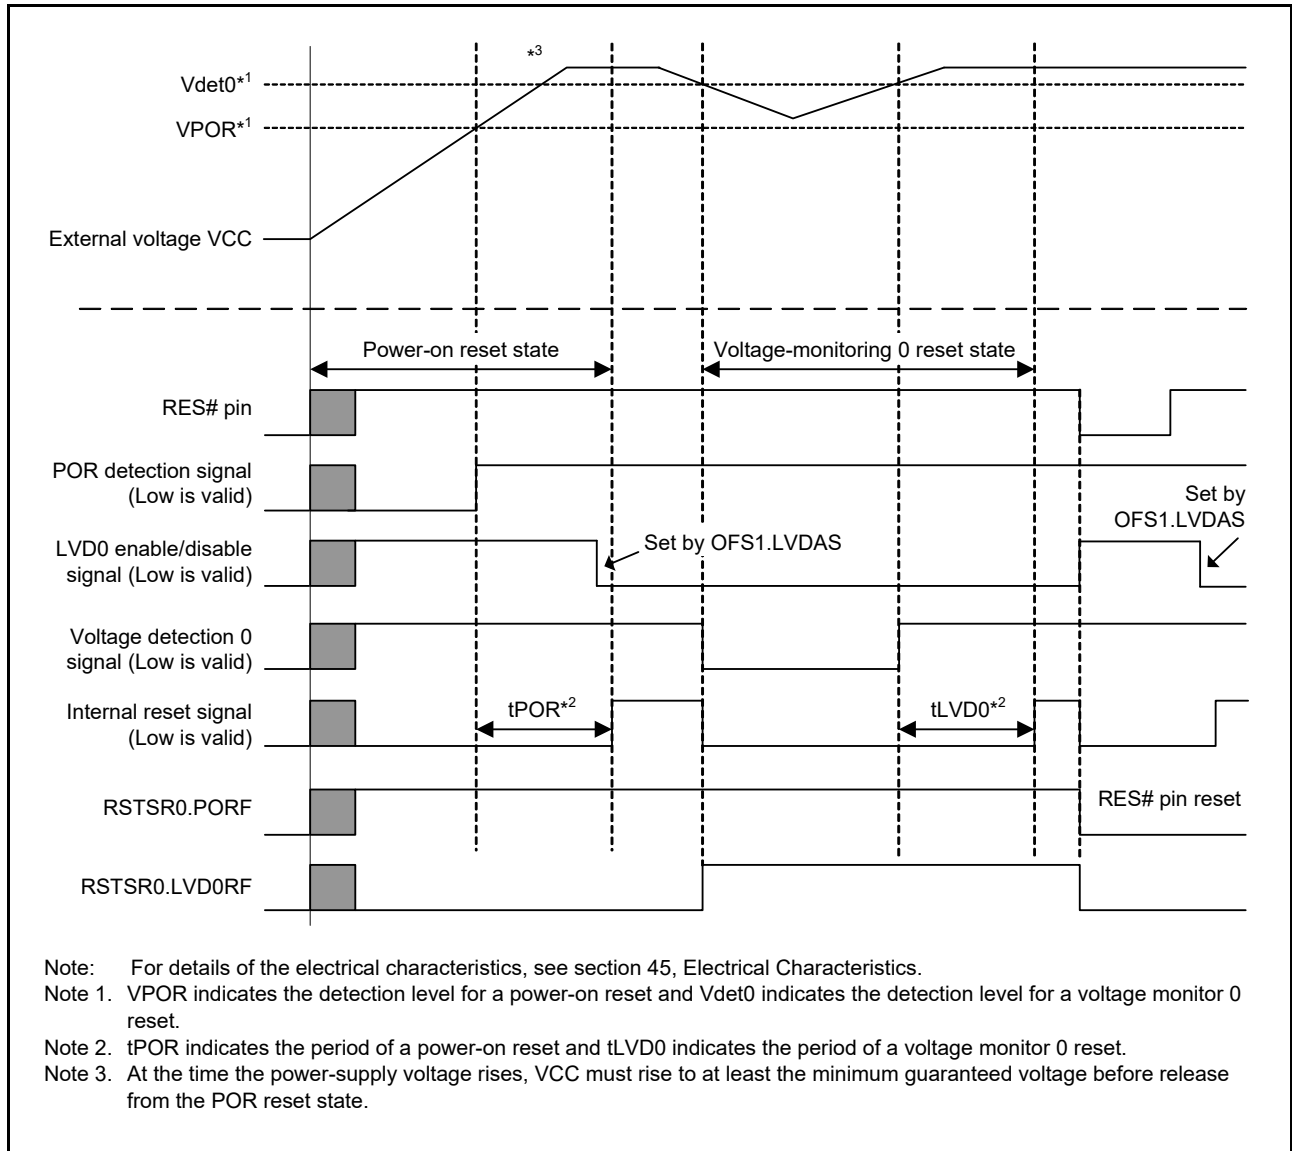 *3
Vdet0*1
VPOR*1
External voltage VCC
Power-on reset state
Voltage-monitoring 0 reset state
RES# pin
POR detection signal
(Low is valid)
Set by
OFS1.LVDAS
LVD0 enable/disable
signal (Low is valid)
Set by OFS1.LVDAS
Voltage detection 0
signal (Low is valid)
Internal reset signal
(Low is valid)
tPOR*2
tLVD0*2
RSTSR0.PORF
RES# pin reset
RSTSR0.LVD0RF
Note: For details of the electrical characteristics, see section 45, Electrical Characteristics.
Note 1. VPOR indicates the detection level for a power-on reset and Vdet0 indicates the detection level for a voltage monitor 0
reset.
Note 2. tPOR indicates the period of a power-on reset and tLVD0 indicates the period of a voltage monitor 0 reset.
Note 3. At the time the power-supply voltage rises, VCC must rise to at least the minimum guaranteed voltage before release
from the POR reset state.